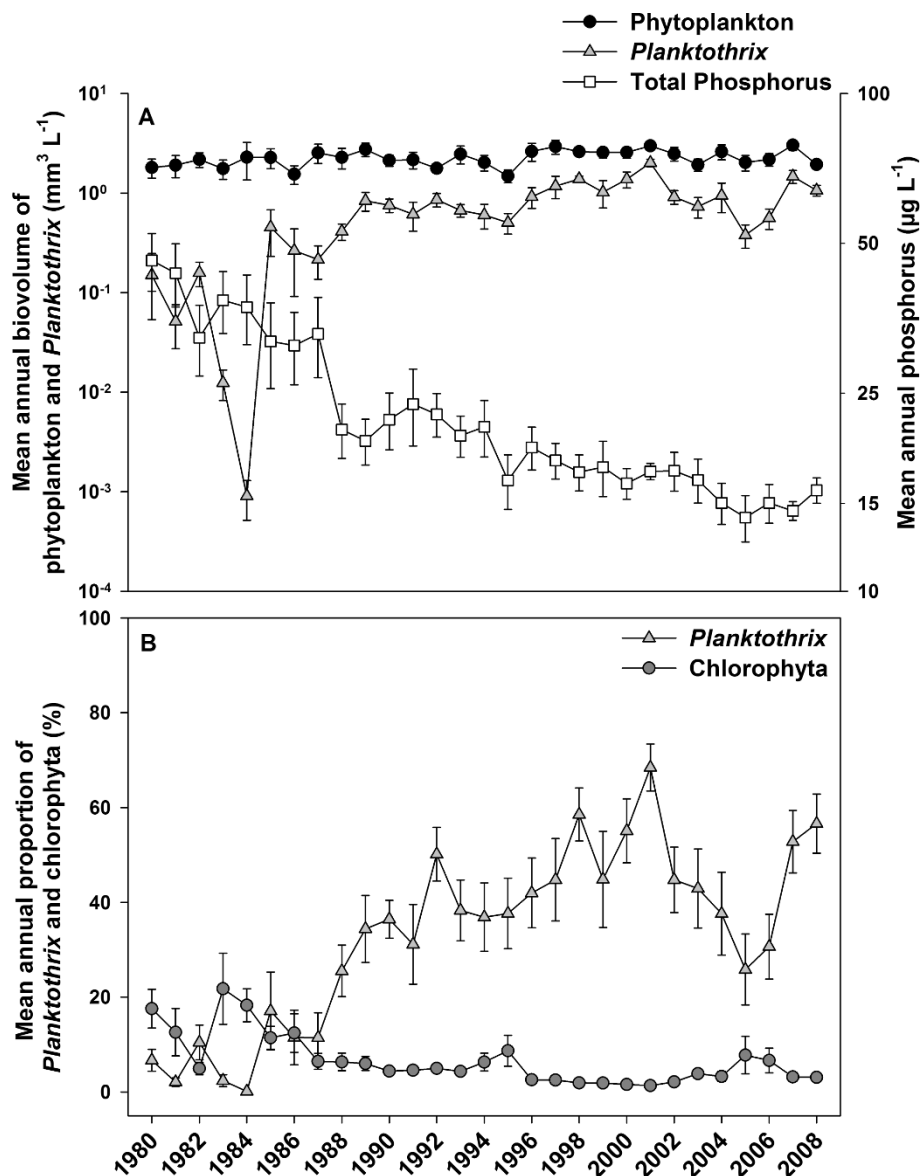 Phytoplankton
Planktothrix
Total Phosphorus
A
10¹
10⁰
10⁻¹
10⁻²
10⁻³
10⁻⁴
Mean annual biovolume of
phytoplankton and Planktothrix (mm³ L⁻¹)
100
50
25
15
10
Mean annual phosphorus (µg L⁻¹)
B
Planktothrix
Chlorophyta
100
80
60
40
20
0
Mean annual proportion of
Planktothrix and chlorophyta (%)
1980
1982
1984
1986
1988
1990
1992
1994
1996
1998
2000
2002
2004
2006
2008